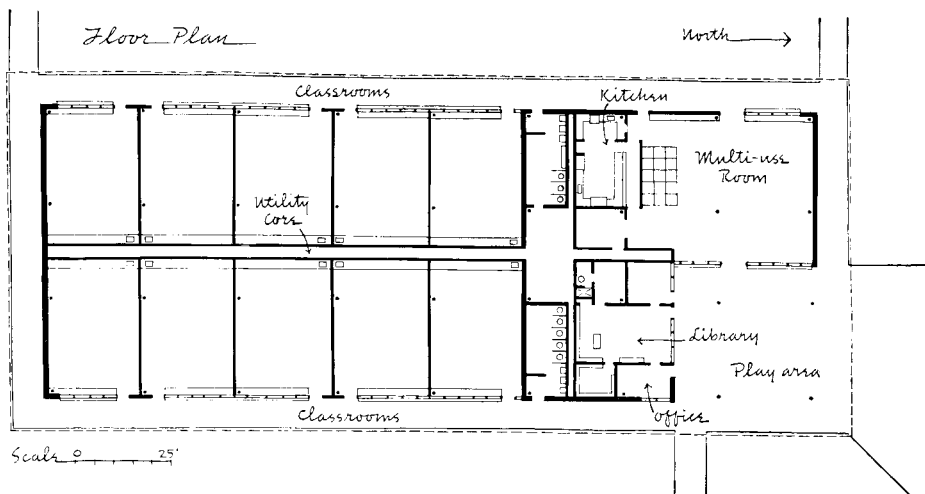 Floor Plan
North
Classrooms
Kitchen
Multi-use
Room
Utility
Core
Library
Play area
Classrooms
Office
Scale 0 25'